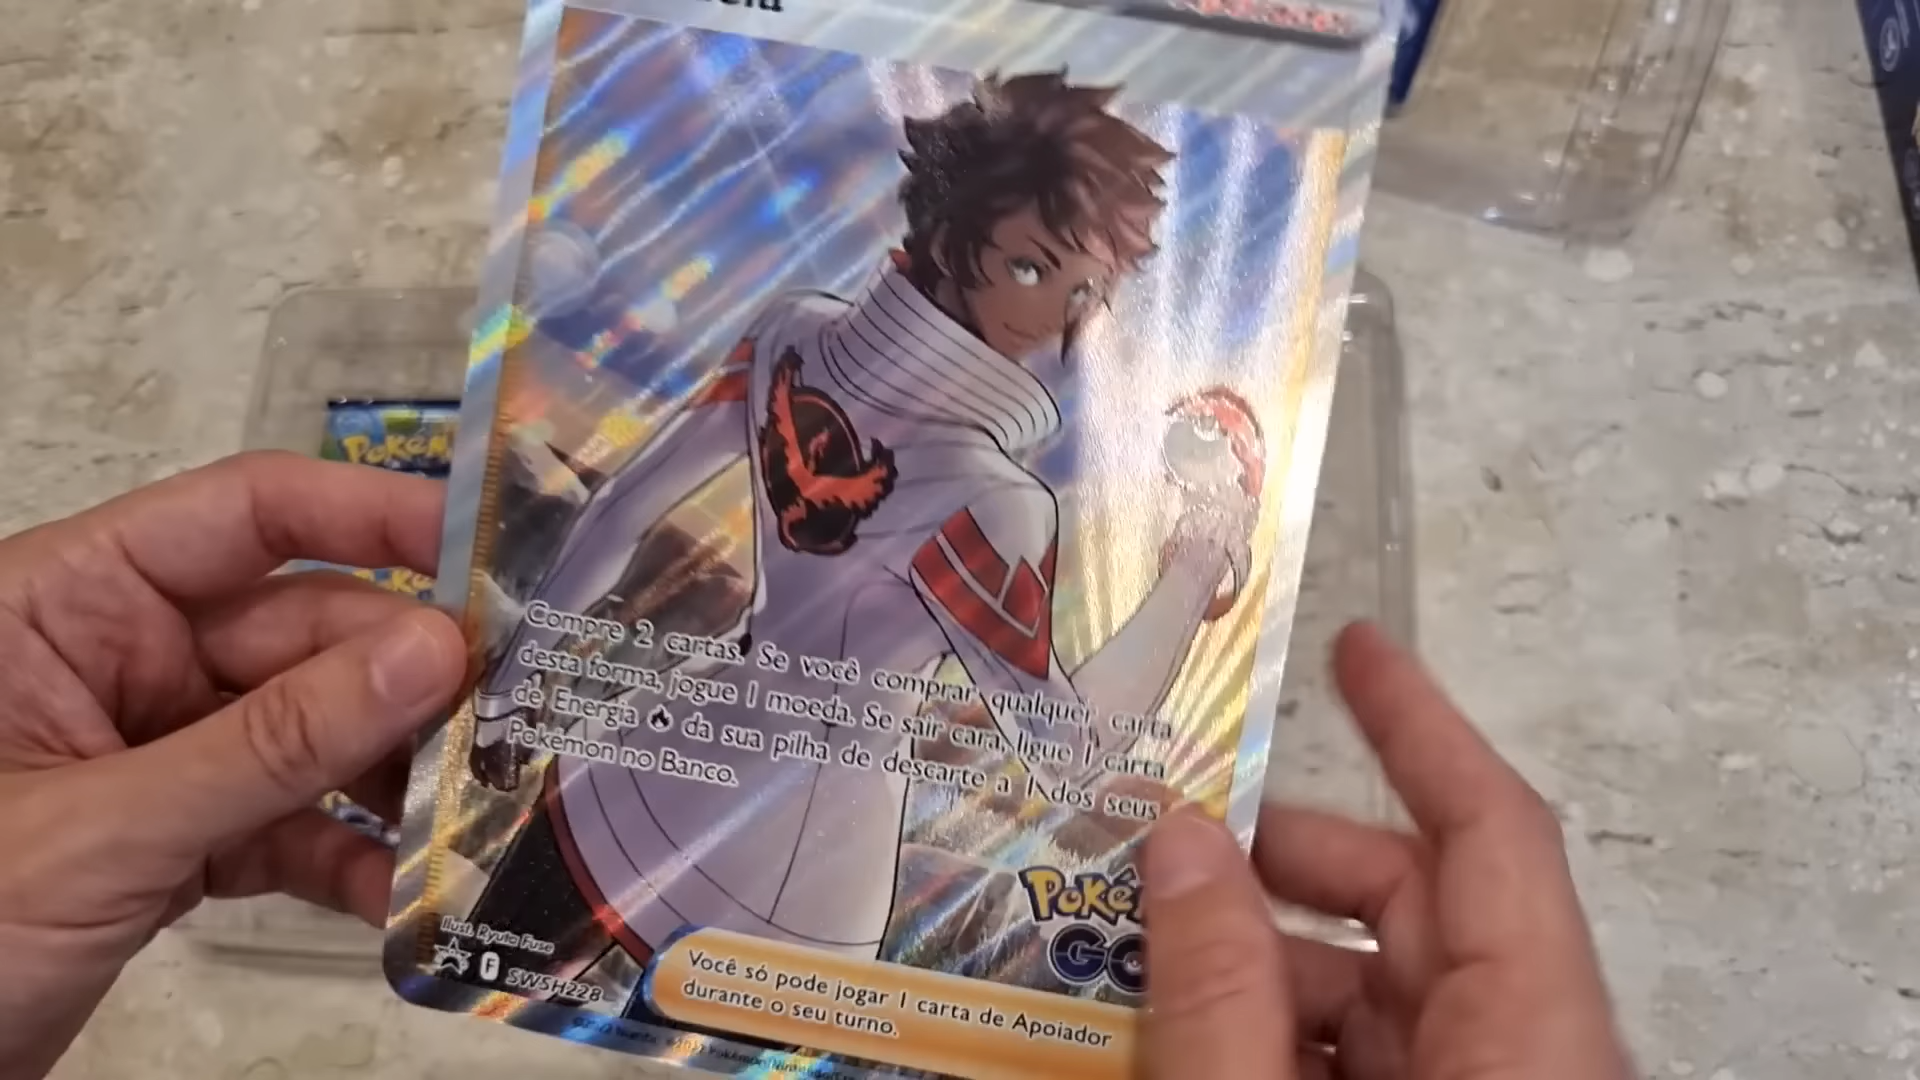 Compre 2 cartas. Se você comprar qualquer carta
desta forma, jogue 1 moeda. Se sair cara, ligue 1 carta
de Energia da sua pilha de descarte a 1 dos seus
Pokémon no Banco.
Illust. Ryuta Fuse
F SWSH228
Você só pode jogar 1 carta de Apoiador
durante o seu turno.